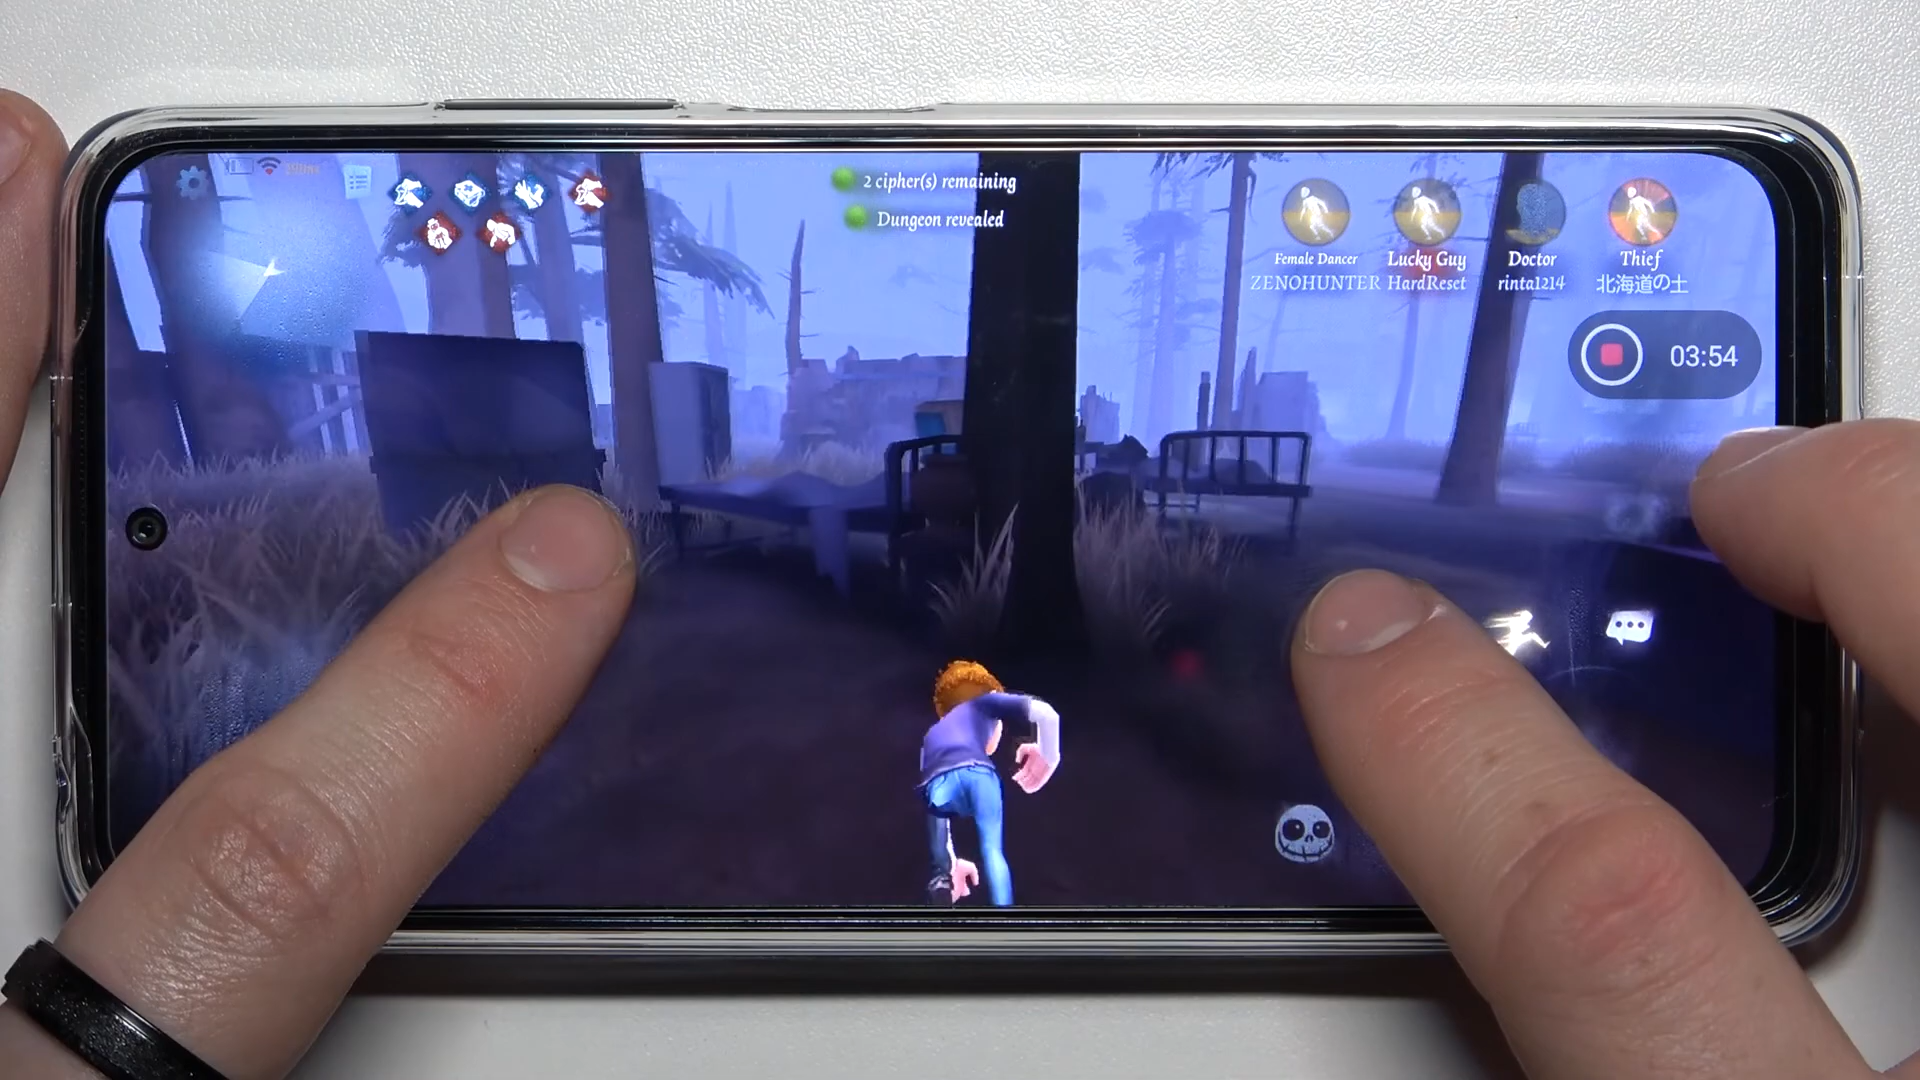 2 cipher(s) remaining
Dungeon revealed
Female Dancer
ZENOHUNTER
Lucky Guy
HardReset
Doctor
rinta1214
Thief
北海道の士
03:54